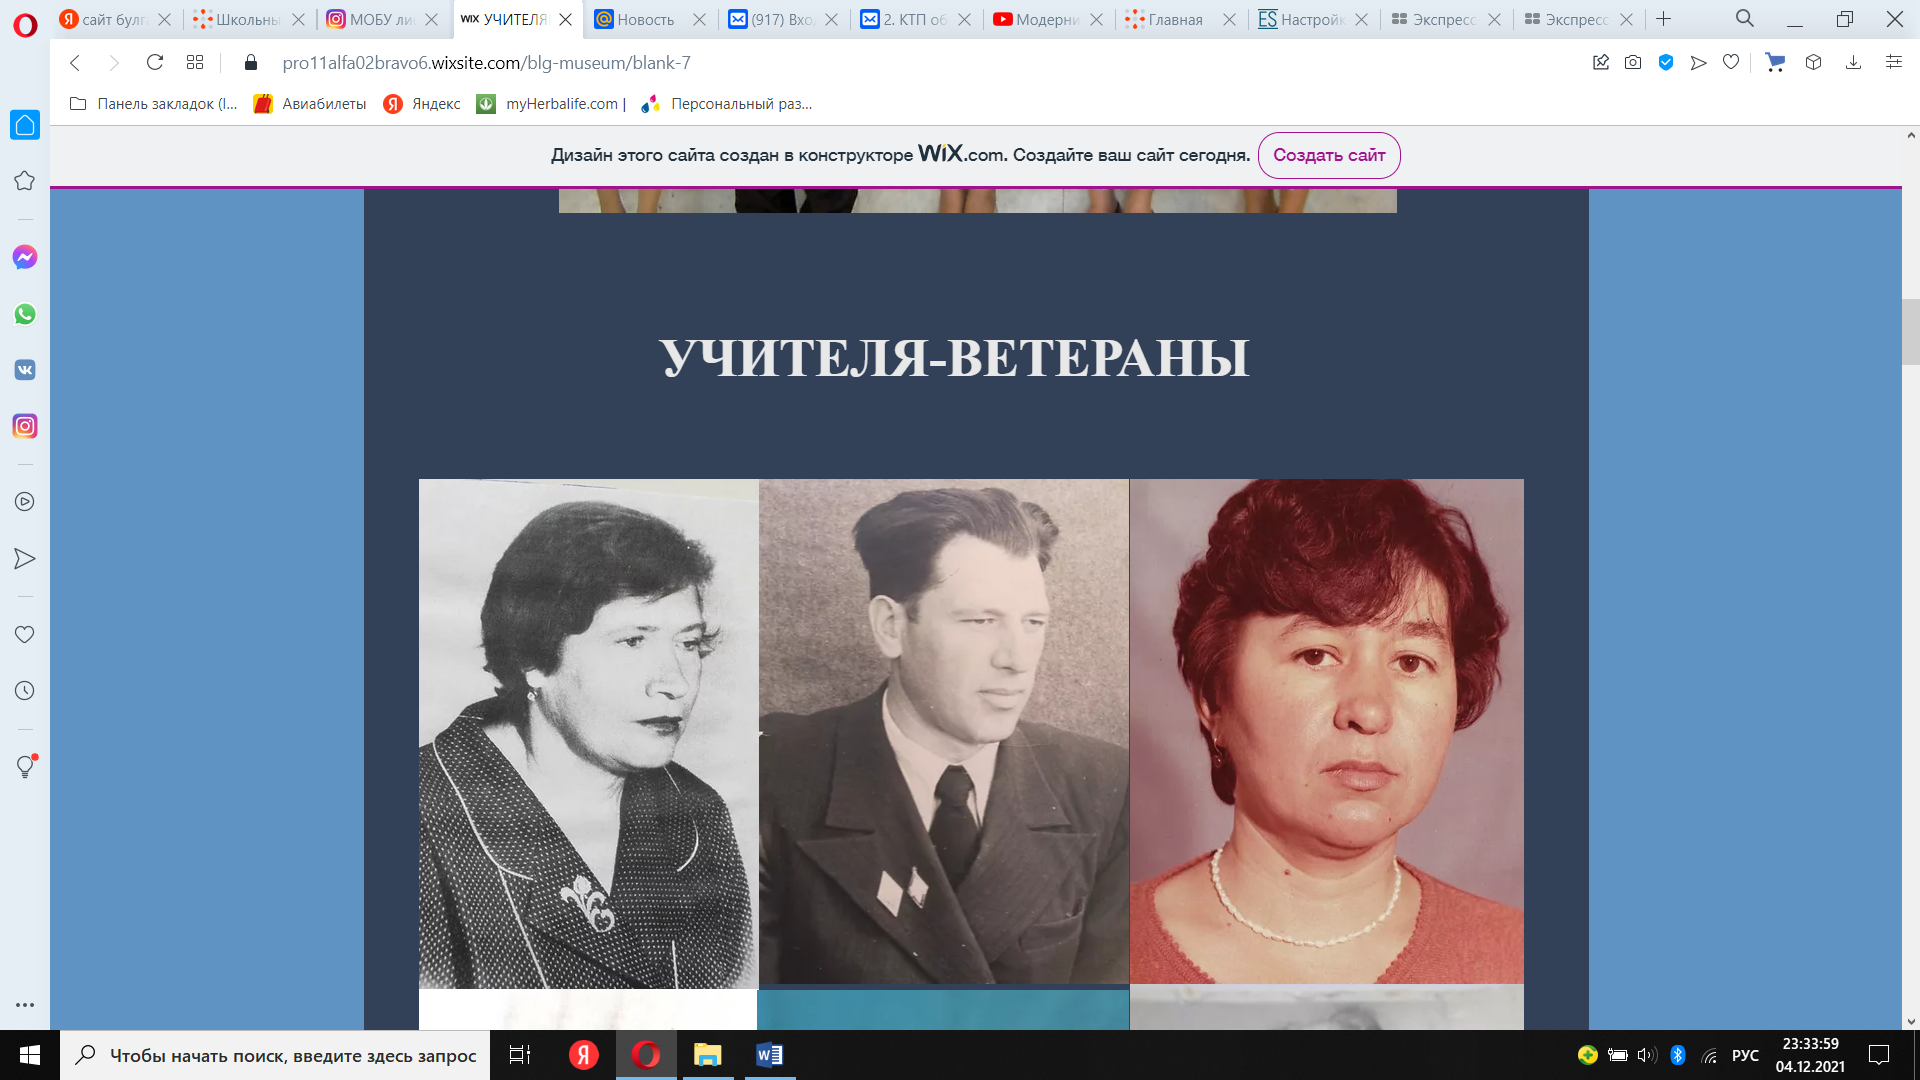 сайт булга
Школьны
МОБУ ли
WIX УЧИТЕЛЯ
Новость
(917) Вхо
2. КТП об
Модерни
Главная
ES Настройк
Экспресс
Экспресс
pro11alfa02bravo6.wixsite.com/blg-museum/blank-7
Панель закладок (I...
Авиабилеты
Яндекс
myHerbalife.com |
Персональный раз...
Дизайн этого сайта создан в конструкторе WiX.com. Создайте ваш сайт сегодня.
Создать сайт
УЧИТЕЛЯ-ВЕТЕРАНЫ
Чтобы начать поиск, введите здесь запрос
РУС
23:33:59
04.12.2021